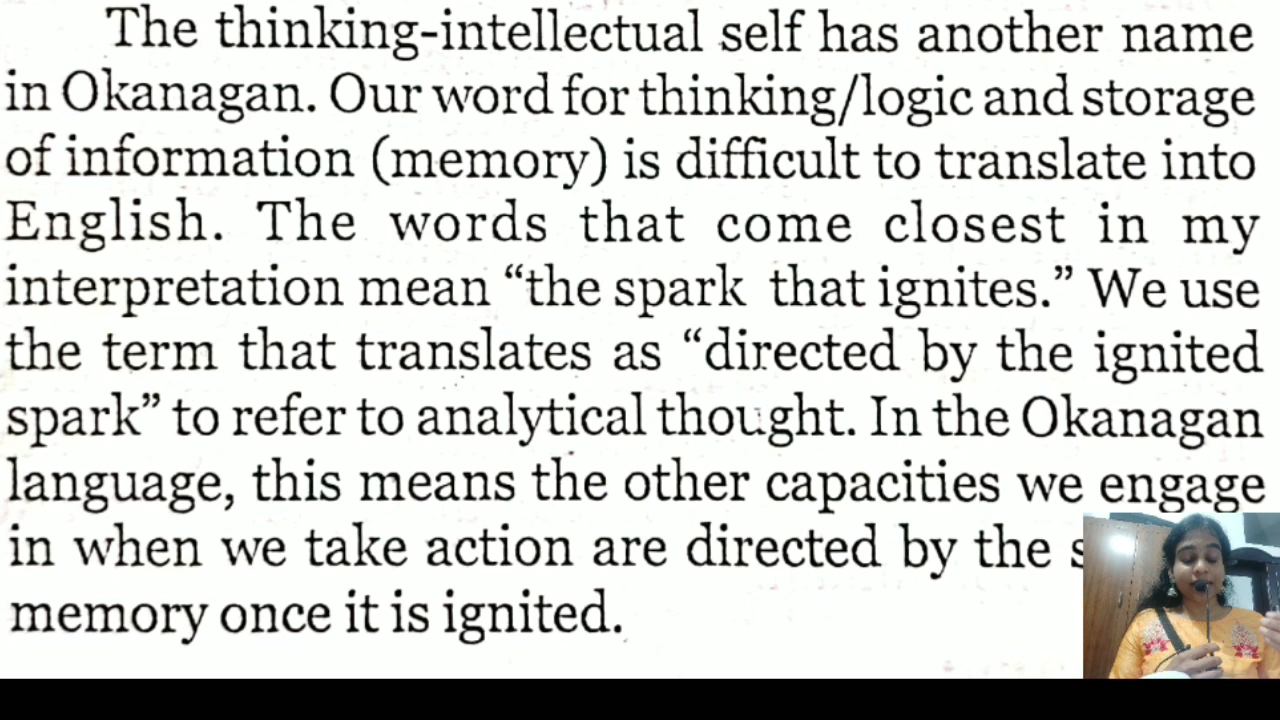 The thinking-intellectual self has another name
in Okanagan. Our word for thinking/logic and storage
of information (memory) is difficult to translate into
English. The words that come closest in my
interpretation mean “the spark that ignites.” We use
the term that translates as “directed by the ignited
spark” to refer to analytical thought. In the Okanagan
language, this means the other capacities we engage
in when we take action are directed by the
memory once it is ignited.